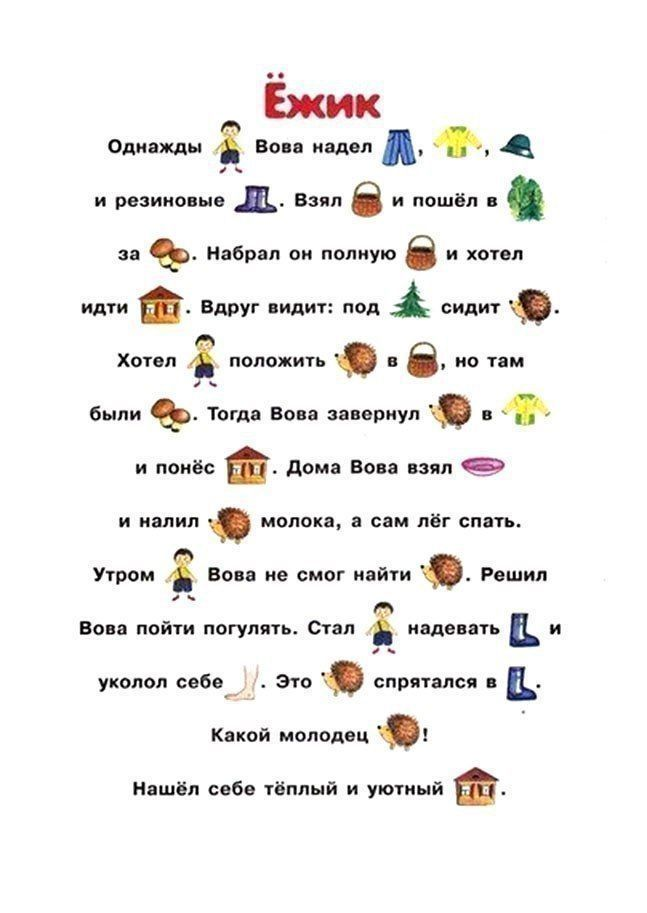 Ёжик
Однажды Вова надел , ,
и резиновые . Взял и пошёл в
за . Набрал он полную и хотел
идти . Вдруг видит: под сидит .
Хотел положить в , но там
были . Тогда Вова завернул в
и понёс . Дома Вова взял
и налил молока, а сам лёг спать.
Утром Вова не смог найти . Решил
Вова пойти погулять. Стал надевать и
уколол себе . Это спрятался в .
Какой молодец !
Нашёл себе тёплый и уютный .